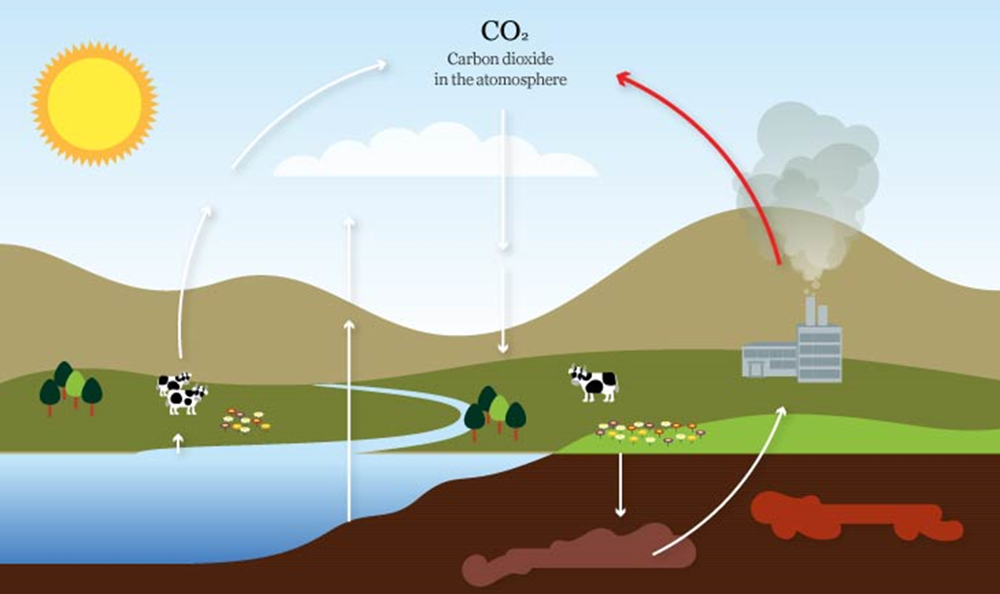 CO₂
Carbon dioxide
in the atomosphere